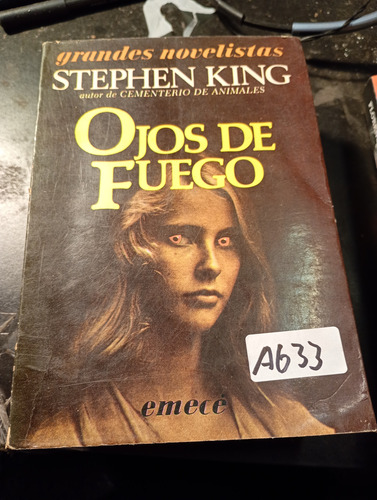 grandes novelistas
STEPHEN KING
autor de CEMENTERIO DE ANIMALES
OJOS DE
FUEGO
A633
emecé